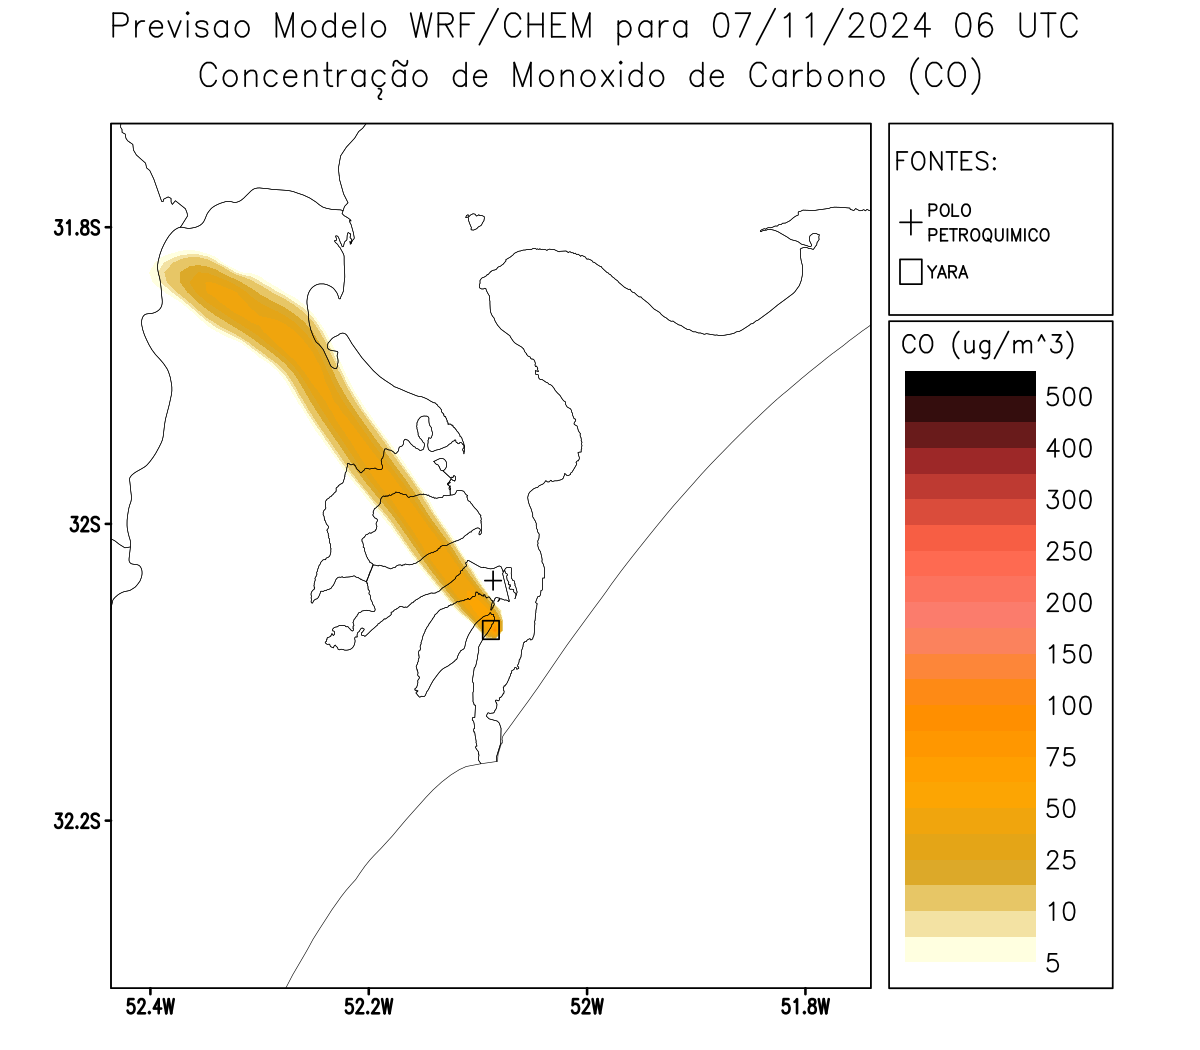 Previsao Modelo WRF/CHEM para 07/11/2024 06 UTC
Concentração de Monoxido de Carbono (CO)
FONTES:
POLO
PETROQUIMICO
YARA
CO (ug/m^3)
500
400
300
250
200
150
100
75
50
25
10
5
31.8S
32S
32.2S
52.4W
52.2W
52W
51.8W